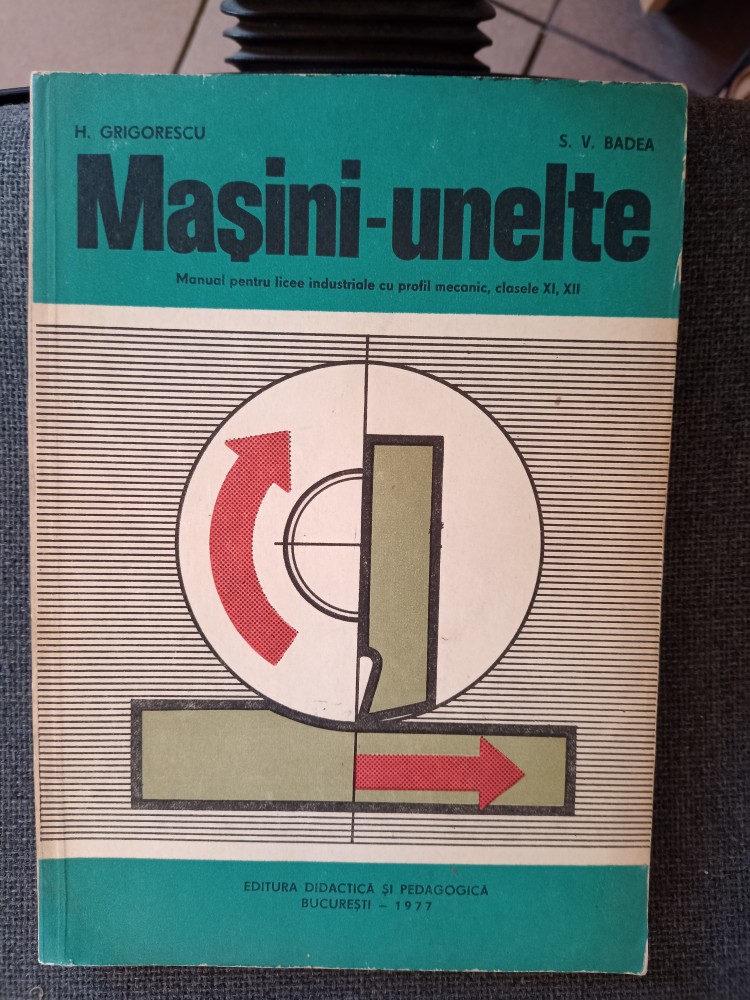 H. GRIGORESCU
S. V. BADEA
Mașini-unelte
Manual pentru licee industriale cu profil mecanic, clasele XI, XII
EDITURA DIDACTICĂ ȘI PEDAGOGICĂ
BUCUREȘTI – 1977